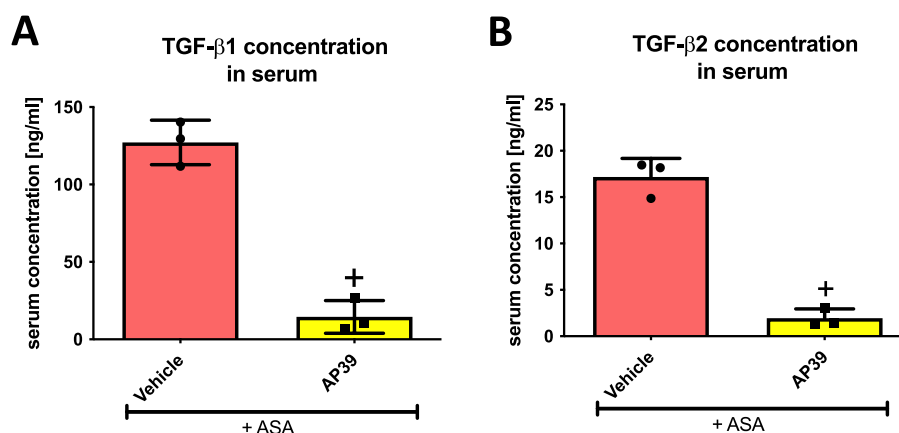 A
TGF-β1 concentration
in serum
serum concentration [ng/ml]
150
100
50
0
+
Vehicle
AP39
+ ASA
B
TGF-β2 concentration
in serum
serum concentration [ng/ml]
25
20
15
10
5
0
+
Vehicle
AP39
+ ASA